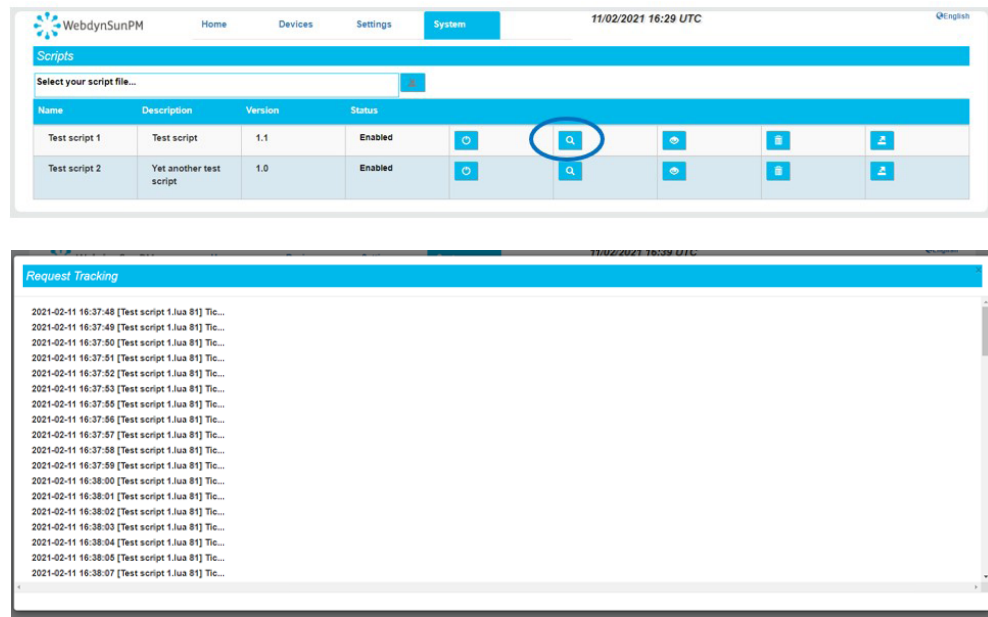 WebdynSunPM Home Devices Settings System 11/02/2021 16:29 UTC English
Scripts
Select your script file...
Name Description Version Status
Test script 1 Test script 1.1 Enabled
Test script 2 Yet another test 1.0 Enabled
script
11/02/2021 16:39 UTC
Request Tracking
2021-02-11 16:37:48 [Test script 1.lua 81] Tic...
2021-02-11 16:37:49 [Test script 1.lua 81] Tic...
2021-02-11 16:37:50 [Test script 1.lua 81] Tic...
2021-02-11 16:37:51 [Test script 1.lua 81] Tic...
2021-02-11 16:37:52 [Test script 1.lua 81] Tic...
2021-02-11 16:37:53 [Test script 1.lua 81] Tic...
2021-02-11 16:37:55 [Test script 1.lua 81] Tic...
2021-02-11 16:37:56 [Test script 1.lua 81] Tic...
2021-02-11 16:37:57 [Test script 1.lua 81] Tic...
2021-02-11 16:37:58 [Test script 1.lua 81] Tic...
2021-02-11 16:37:59 [Test script 1.lua 81] Tic...
2021-02-11 16:38:00 [Test script 1.lua 81] Tic...
2021-02-11 16:38:01 [Test script 1.lua 81] Tic...
2021-02-11 16:38:02 [Test script 1.lua 81] Tic...
2021-02-11 16:38:03 [Test script 1.lua 81] Tic...
2021-02-11 16:38:04 [Test script 1.lua 81] Tic...
2021-02-11 16:38:05 [Test script 1.lua 81] Tic...
2021-02-11 16:38:07 [Test script 1.lua 81] Tic...